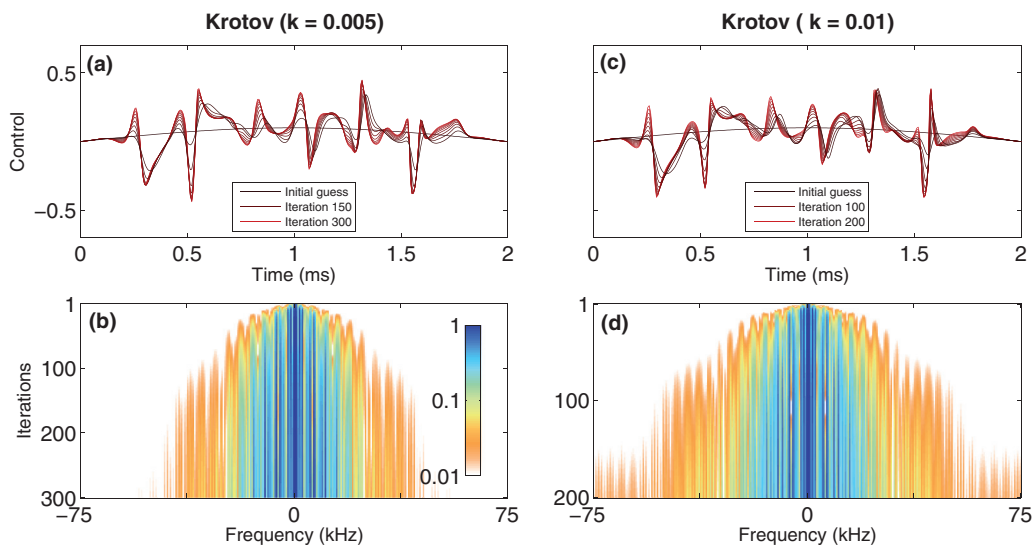 Krotov (k = 0.005)
Krotov ( k = 0.01)
(a)
(c)
0.5
−0.5
Control
Initial guess
Iteration 150
Iteration 300
Initial guess
Iteration 100
Iteration 200
0
0.5
1
1.5
2
Time (ms)
0
0.5
1
1.5
2
Time (ms)
(b)
(d)
1
100
200
300
Iterations
1
0.1
0.01
1
100
200
−75
0
75
Frequency (kHz)
−75
0
75
Frequency (kHz)